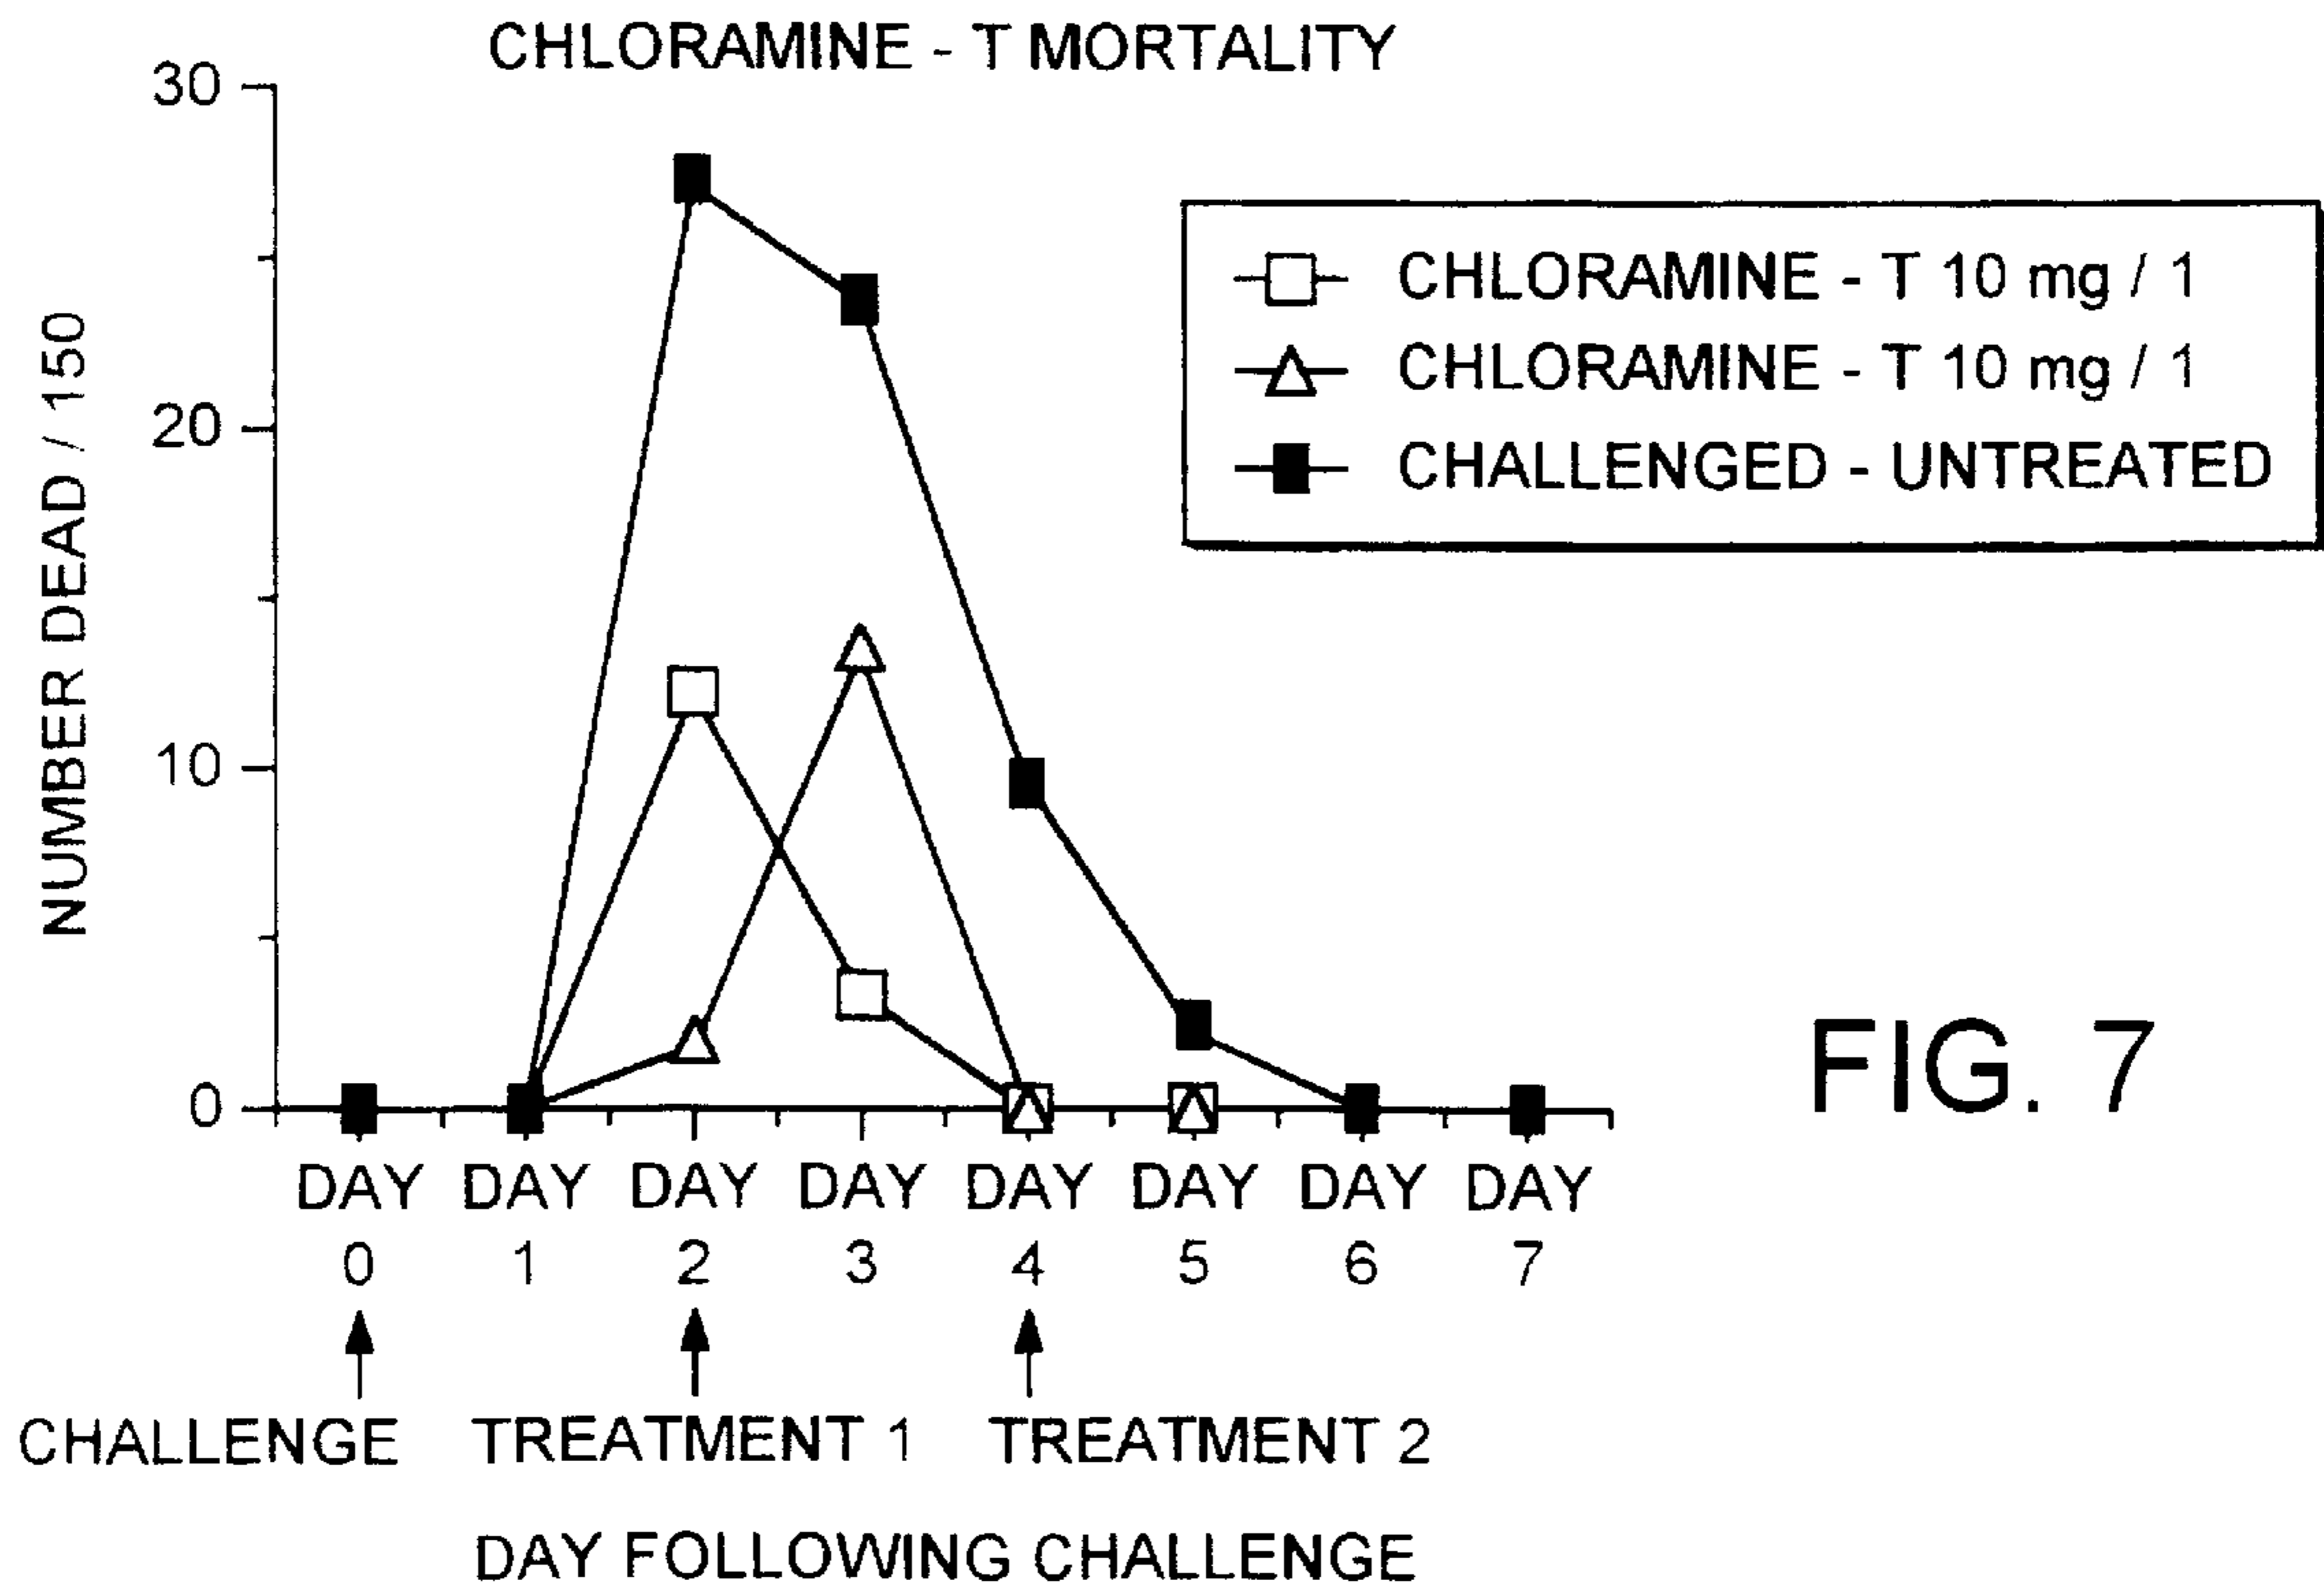 CHLORAMINE - T MORTALITY
30
20
10
0
NUMBER DEAD / 150
CHLORAMINE - T 10 mg / 1
CHLORAMINE - T 10 mg / 1
CHALLENGED - UNTREATED
FIG. 7
DAY DAY DAY DAY DAY DAY DAY DAY
0 1 2 3 4 5 6 7
CHALLENGE TREATMENT 1 TREATMENT 2
DAY FOLLOWING CHALLENGE